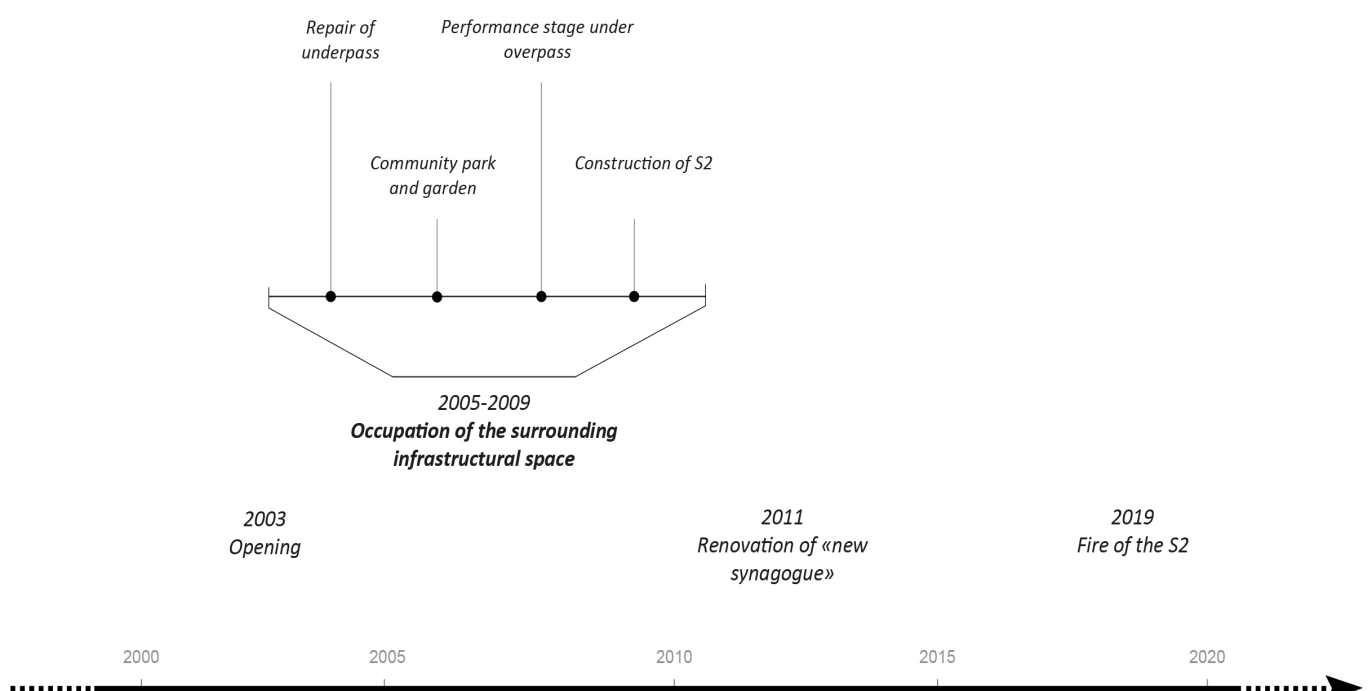 Repair of
underpass
Performance stage under
overpass
Community park
and garden
Construction of S2
2005-2009
Occupation of the surrounding
infrastructural space
2003
Opening
2011
Renovation of «new
synagogue»
2019
Fire of the S2
2000
2005
2010
2015
2020